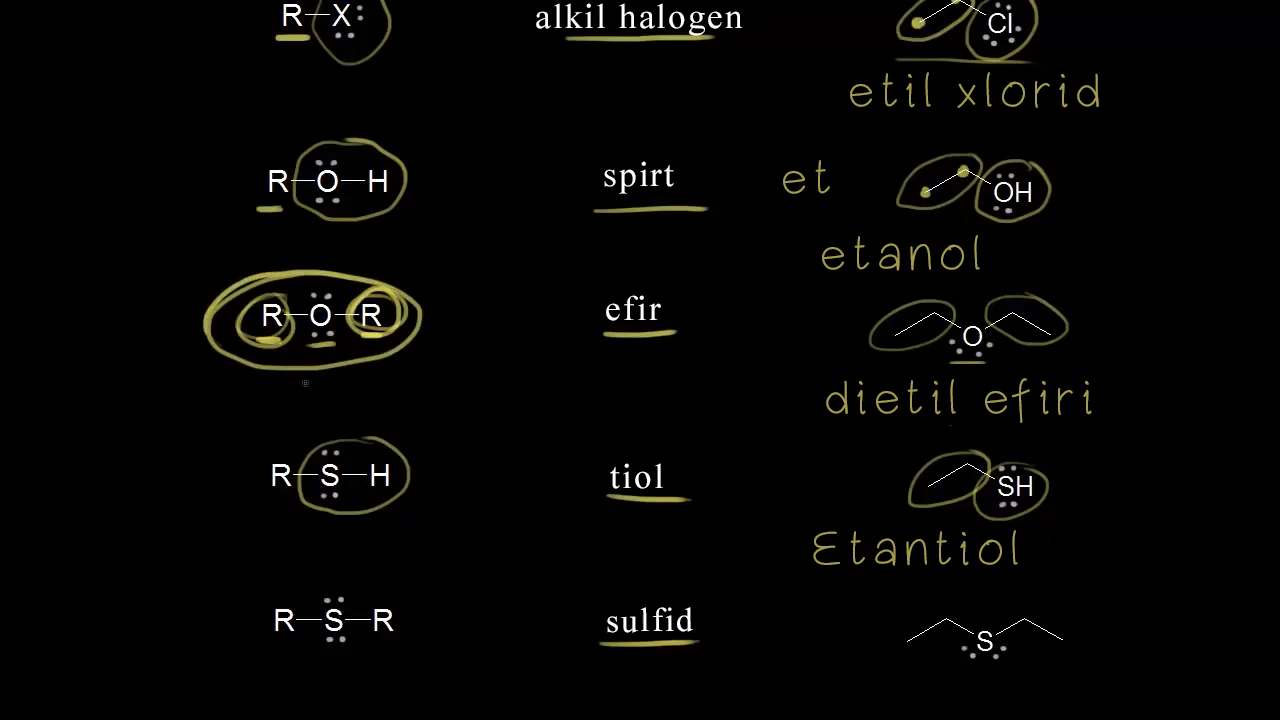 R—X alkil halogen Cl
etil xlorid
R—O—H spirt et OH
etanol
R—O—R efir O
dietil efiri
R—S—H tiol SH
Etantiol
R—S—R sulfid S